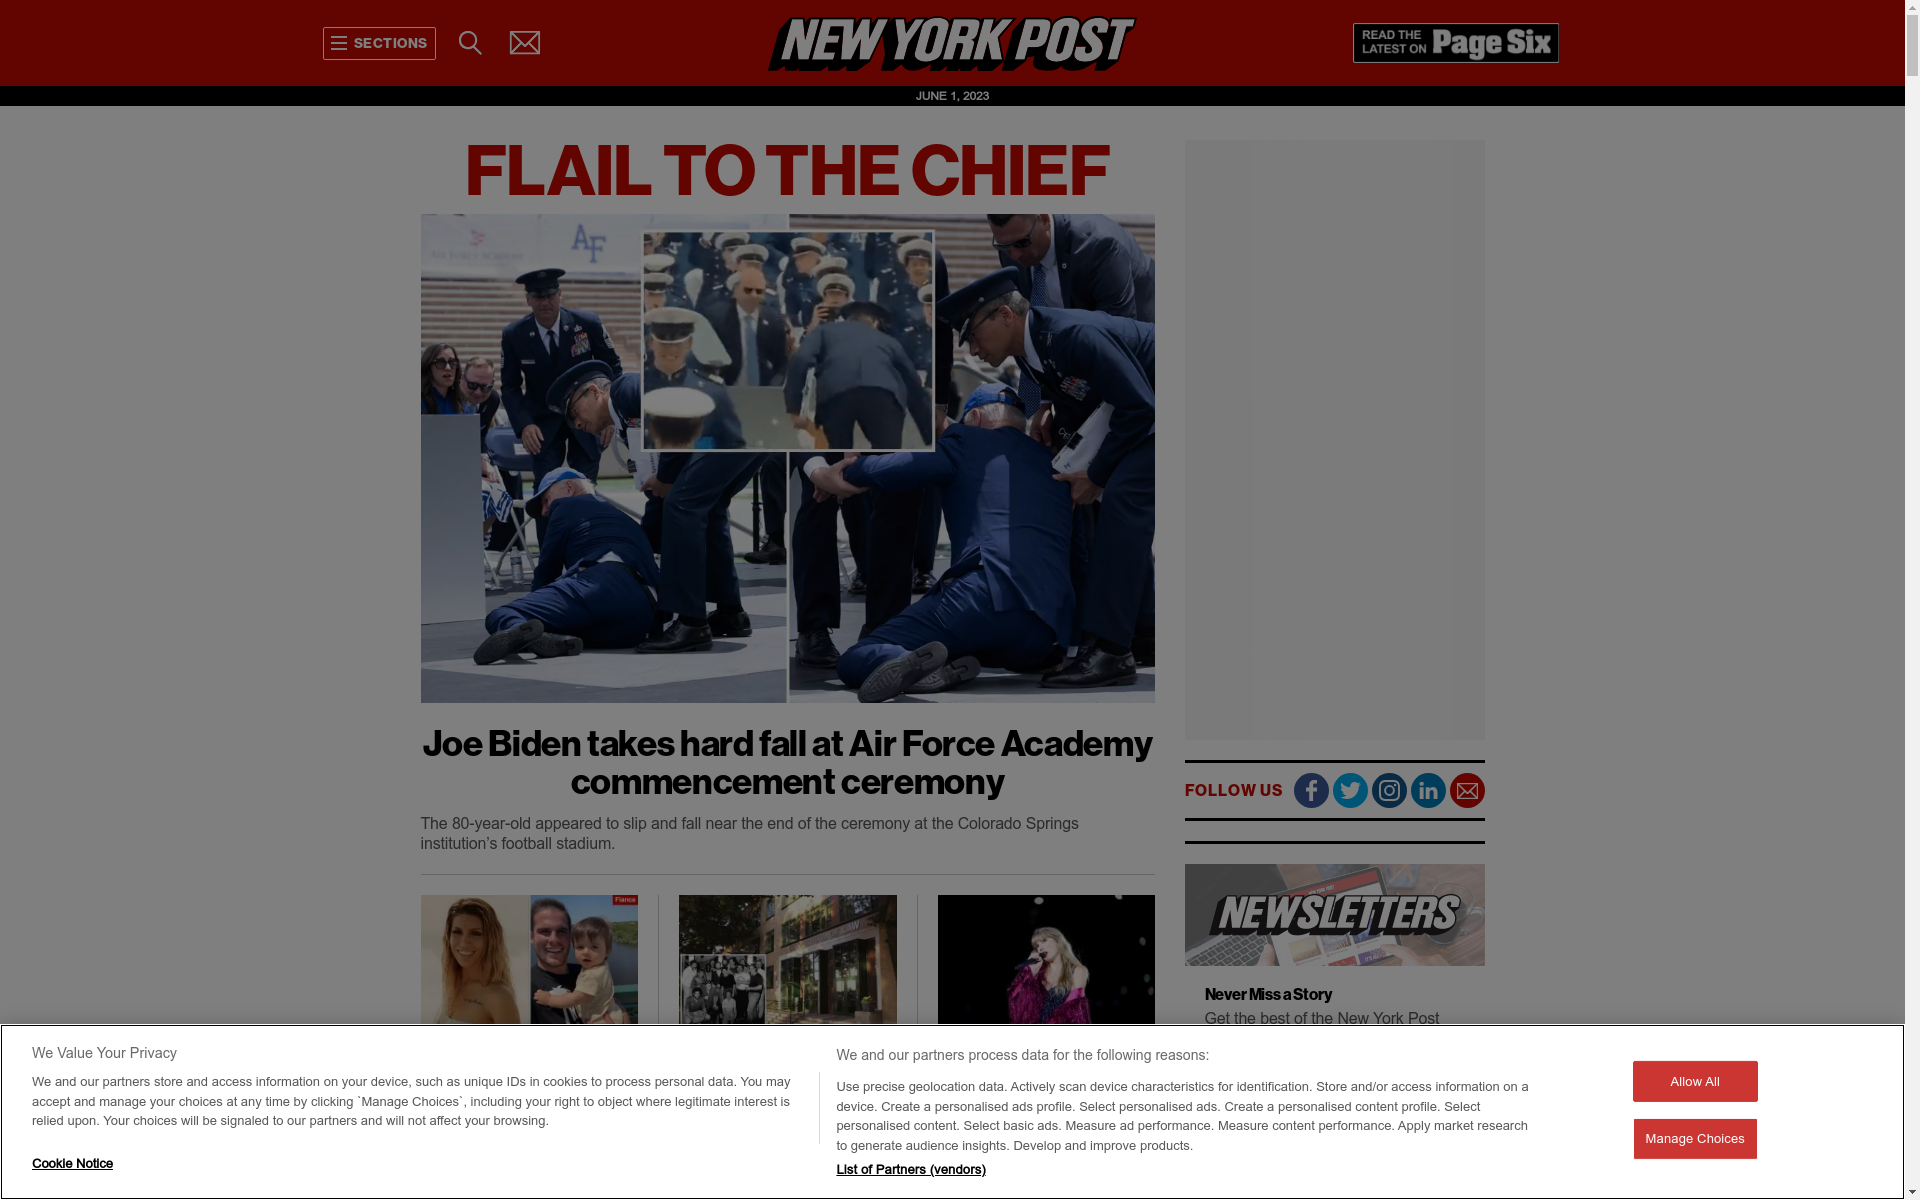 SECTIONS
NEW YORK POST
READ THE
LATEST ON Page Six
JUNE 1, 2023
FLAIL TO THE CHIEF
AF
Joe Biden takes hard fall at Air Force Academy
commencement ceremony
The 80-year-old appeared to slip and fall near the end of the ceremony at the Colorado Springs
institution’s football stadium.
Fiance
FOLLOW US
NEWSLETTERS
Never Miss a Story
Get the best of the New York Post
We Value Your Privacy
We and our partners store and access information on your device, such as unique IDs in cookies to process personal data. You may
accept and manage your choices at any time by clicking `Manage Choices`, including your right to object where legitimate interest is
relied upon. Your choices will be signaled to our partners and will not affect your browsing.
Cookie Notice
We and our partners process data for the following reasons:
Use precise geolocation data. Actively scan device characteristics for identification. Store and/or access information on a
device. Create a personalised ads profile. Select personalised ads. Create a personalised content profile. Select
personalised content. Select basic ads. Measure ad performance. Measure content performance. Apply market research
to generate audience insights. Develop and improve products.
List of Partners (vendors)
Allow All
Manage Choices